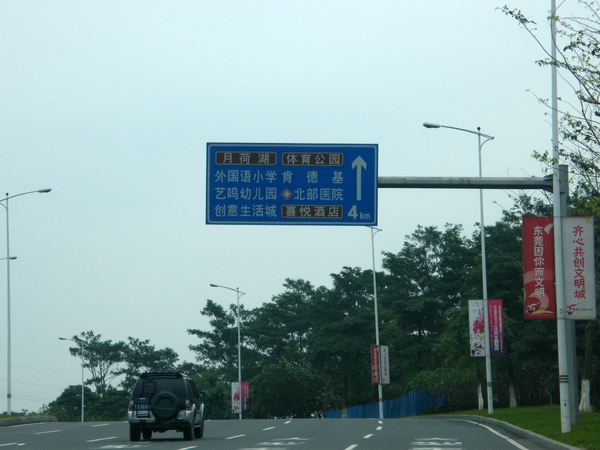 月荷湖 体育公园
外国语小学 肯德基
艺鸣幼儿园 北部医院
创意生活城 喜悦酒店 4km
东莞因你而文明
齐心共创文明城